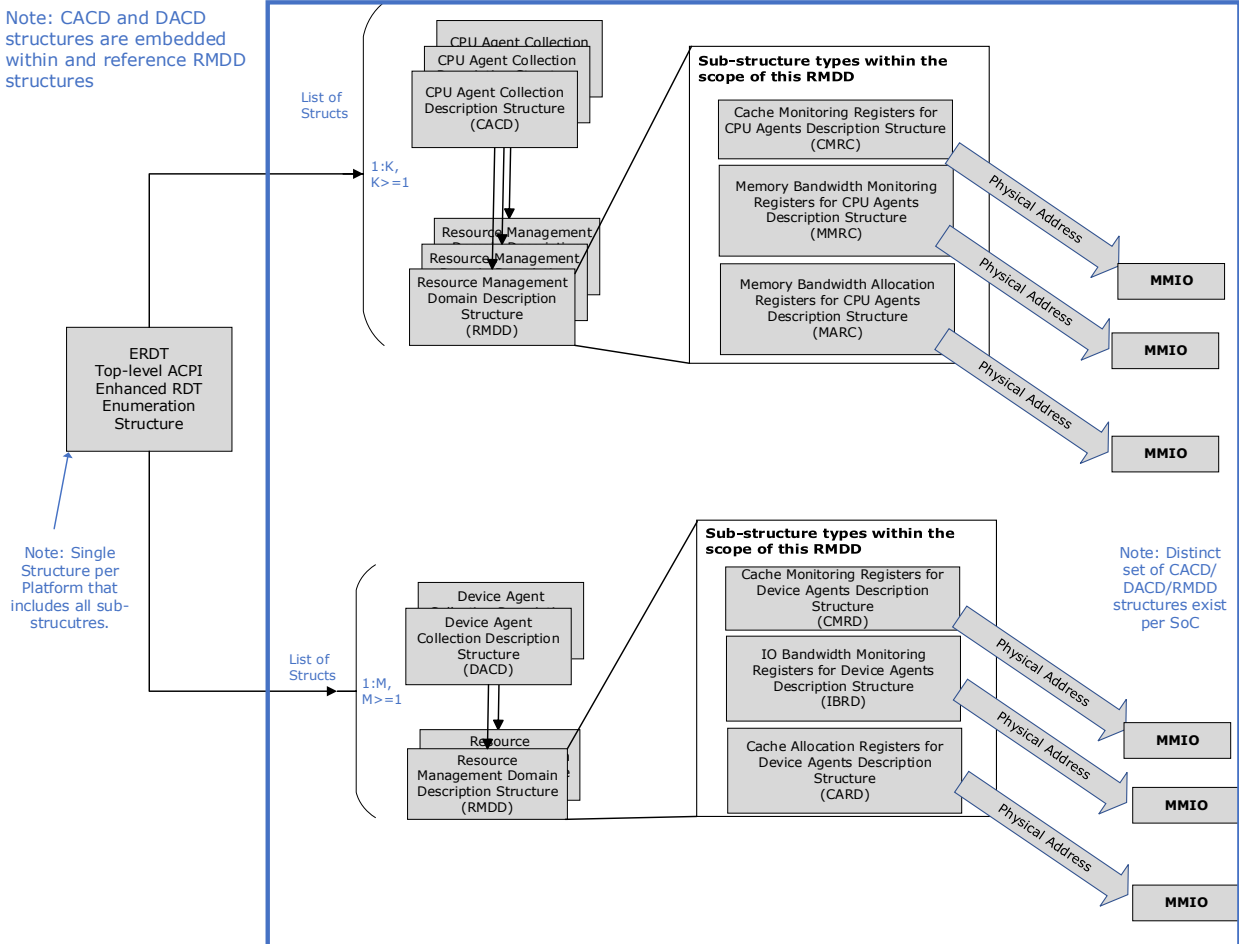 Note: CACD and DACD
structures are embedded
within and reference RMDD
structures
List of
Structs
1:K,
K>=1
CPU Agent Collection
CPU Agent Collection
CPU Agent Collection
Description Structure
(CACD)
Resource Management
Resource Management
Resource Management
Domain Description
Structure
(RMDD)
Sub-structure types within the
scope of this RMDD
Cache Monitoring Registers for
CPU Agents Description Structure
(CMRC)
Memory Bandwidth Monitoring
Registers for CPU Agents
Description Structure
(MMRC)
Memory Bandwidth Allocation
Registers for CPU Agents
Description Structure
(MARC)
Physical Address
Physical Address
Physical Address
MMIO
MMIO
MMIO
ERDT
Top-level ACPI
Enhanced RDT
Enumeration
Structure
Note: Single
Structure per
Platform that
includes all sub-
strucutres.
List of
Structs
1:M,
M>=1
Device Agent
Device Agent
Collection Description
Structure
(DACD)
Resource
Resource
Management Domain
Description Structure
(RMDD)
Sub-structure types within the
scope of this RMDD
Cache Monitoring Registers for
Device Agents Description
Structure
(CMRD)
IO Bandwidth Monitoring
Registers for Device Agents
Description Structure
(IBRD)
Cache Allocation Registers for
Device Agents Description
Structure
(CARD)
Physical Address
Physical Address
Physical Address
MMIO
MMIO
MMIO
Note: Distinct
set of CACD/
DACD/RMDD
structures exist
per SoC